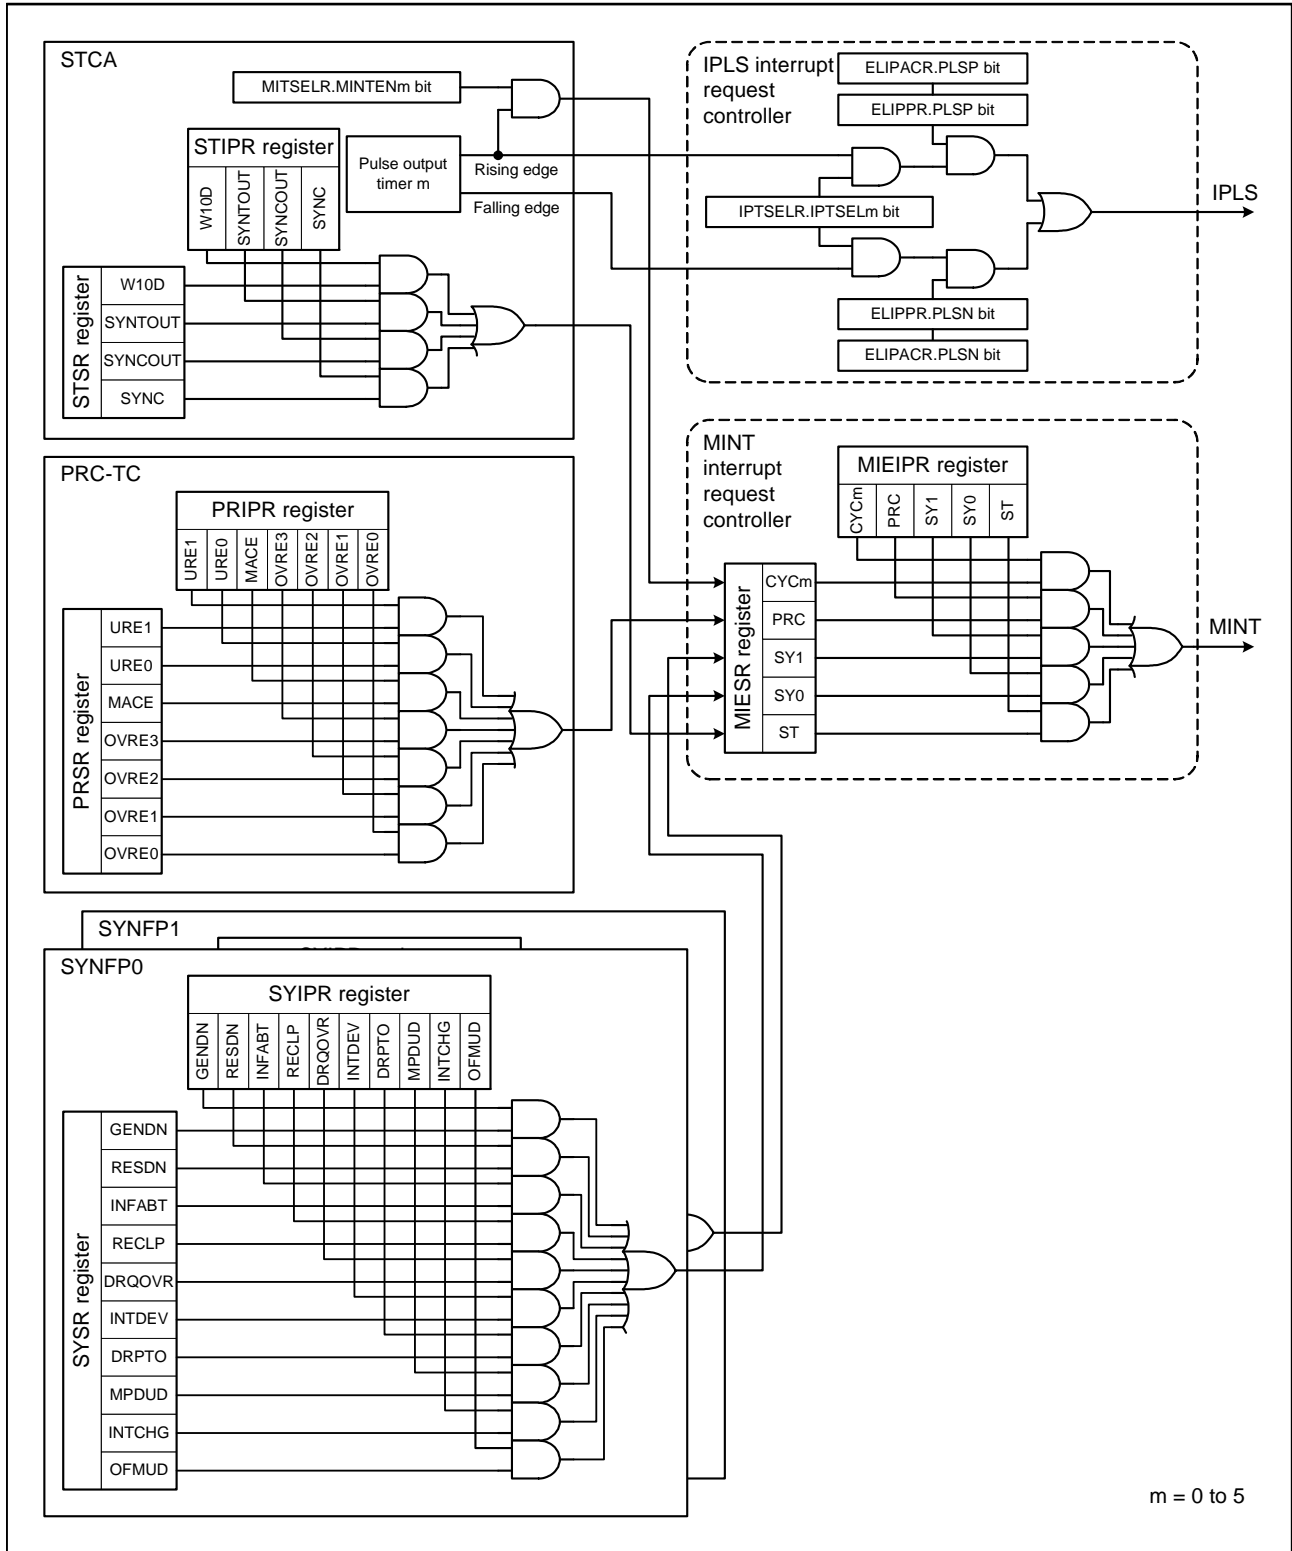 STCA
MITSELR.MINTENm bit
STIPR register
W10D
SYNTOUT
SYNCOUT
SYNC
Pulse output
timer m
Rising edge
Falling edge
STSR register
W10D
SYNTOUT
SYNCOUT
SYNC
IPLS interrupt
request
controller
ELIPACR.PLSP bit
ELIPPR.PLSP bit
IPTSELR.IPTSELm bit
ELIPPR.PLSN bit
ELIPACR.PLSN bit
IPLS
PRC-TC
PRIPR register
URE1
URE0
MACE
OVRE3
OVRE2
OVRE1
OVRE0
PRSR register
URE1
URE0
MACE
OVRE3
OVRE2
OVRE1
OVRE0
MINT
interrupt
request
controller
MIEIPR register
CYCm
PRC
SY1
SY0
ST
MIESR register
CYCm
PRC
SY1
SY0
ST
MINT
SYNFP1
SYNFP0
SYIPR register
GENDN
RESDN
INFABT
RECLP
DRQOVR
INTDEV
DRPTO
MPDUD
INTCHG
OFMUD
SYSR register
GENDN
RESDN
INFABT
RECLP
DRQOVR
INTDEV
DRPTO
MPDUD
INTCHG
OFMUD
m = 0 to 5